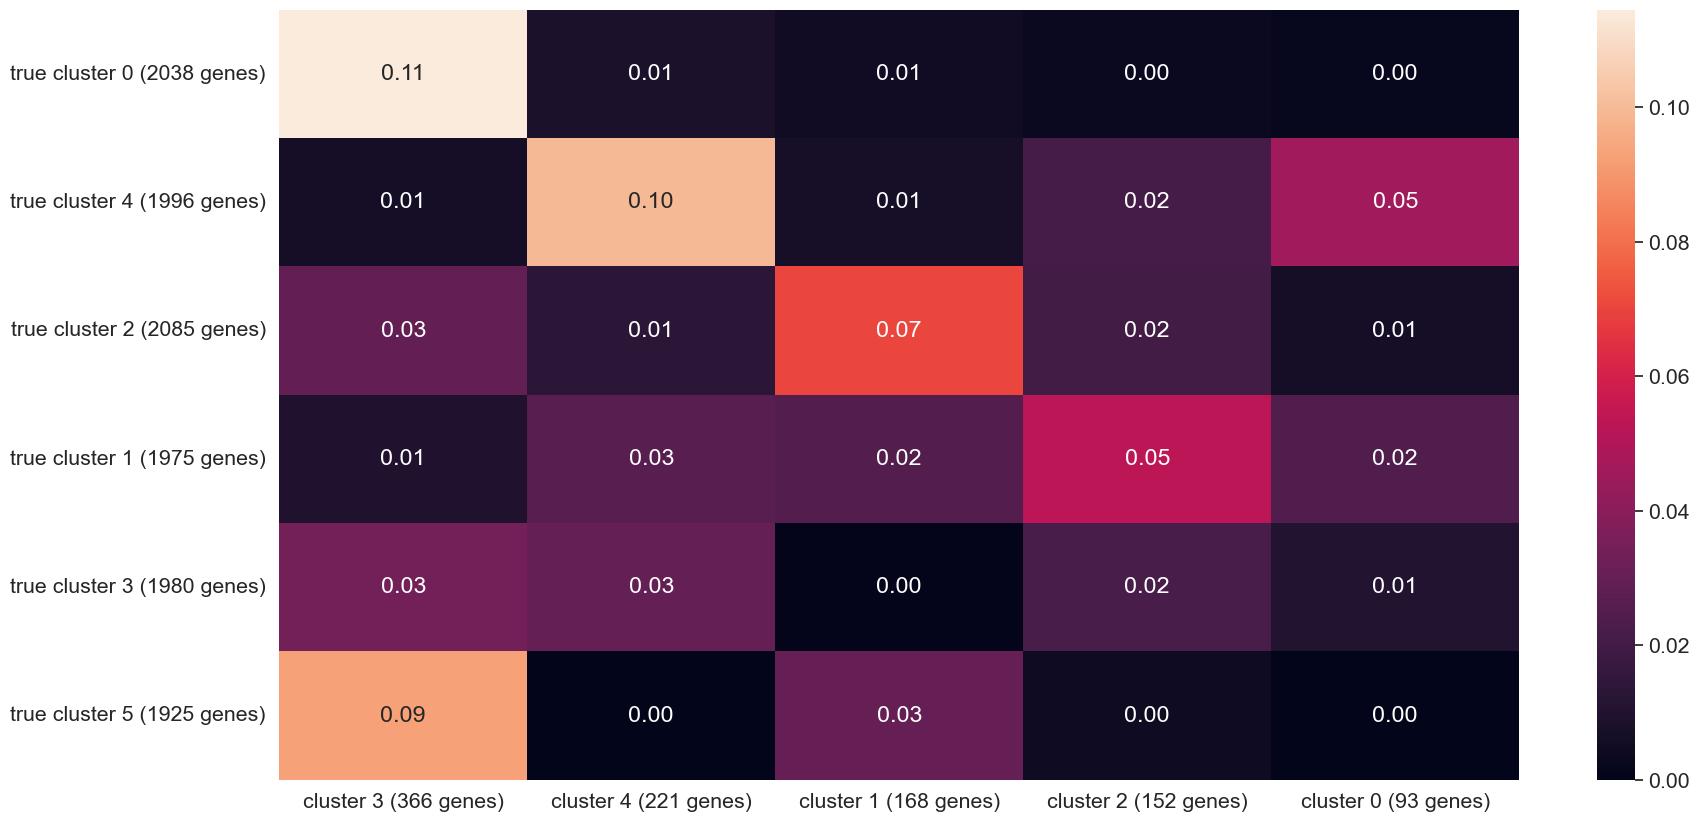 true cluster 0 (2038 genes) 0.11 0.01 0.01 0.00 0.00
0.10
true cluster 4 (1996 genes) 0.01 0.10 0.01 0.02 0.05
0.08
true cluster 2 (2085 genes) 0.03 0.01 0.07 0.02 0.01
0.06
true cluster 1 (1975 genes) 0.01 0.03 0.02 0.05 0.02
0.04
true cluster 3 (1980 genes) 0.03 0.03 0.00 0.02 0.01
0.02
true cluster 5 (1925 genes) 0.09 0.00 0.03 0.00 0.00
0.00
cluster 3 (366 genes) cluster 4 (221 genes) cluster 1 (168 genes) cluster 2 (152 genes) cluster 0 (93 genes)